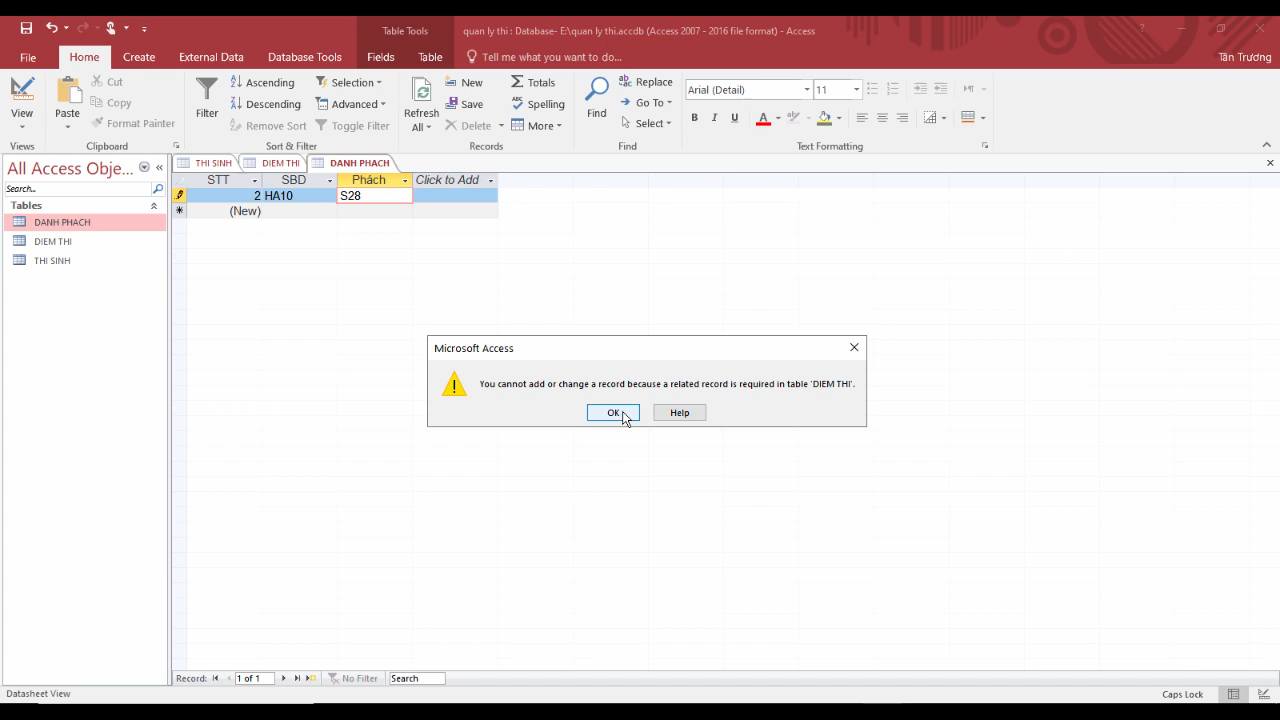 Table Tools
quan ly thi : Database- E:\quan ly thi.accdb (Access 2007 - 2016 file format) - Access
?
File Home Create External Data Database Tools Fields Table Tell me what you want to do...
Tân Trương
View
Paste
Cut
Copy
Format Painter
Filter
Ascending
Descending
Remove Sort
Selection
Advanced
Toggle Filter
Refresh
All
New
Save
Delete
Totals
Spelling
More
Find
Replace
Go To
Select
Arial (Detail) 11
B I U A
Views Clipboard Sort & Filter Records Find Text Formatting
All Access Obje...
Search..
Tables
DANH PHACH
DIEM THI
THI SINH
THI SINH DIEM THI DANH PHACH
STT SBD Phách Click to Add
2 HA10 S28
(New)
Microsoft Access
You cannot add or change a record because a related record is required in table 'DIEM THI'.
OK Help
Record: 1 of 1 No Filter Search
Datasheet View Caps Lock